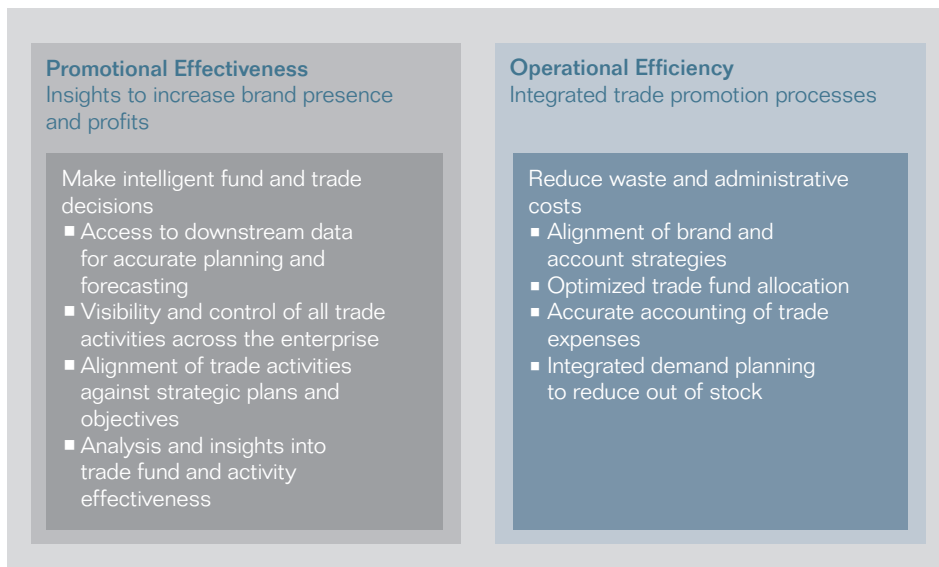 Promotional Effectiveness
Insights to increase brand presence
and profits
Make intelligent fund and trade
decisions
■ Access to downstream data
for accurate planning and
forecasting
■ Visibility and control of all trade
activities across the enterprise
■ Alignment of trade activities
against strategic plans and
objectives
■ Analysis and insights into
trade fund and activity
effectiveness
Operational Efficiency
Integrated trade promotion processes
Reduce waste and administrative
costs
■ Alignment of brand and
account strategies
■ Optimized trade fund allocation
■ Accurate accounting of trade
expenses
■ Integrated demand planning
to reduce out of stock